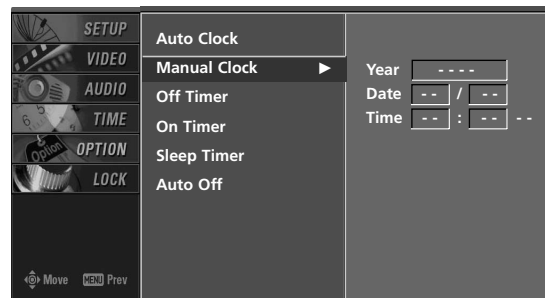 SETUP
VIDEO
AUDIO
TIME
OPTION
LOCK
Move MENU Prev
Auto Clock
Manual Clock ►
Off Timer
On Timer
Sleep Timer
Auto Off
Year - - - -
Date - - / - -
Time - - : - - - -